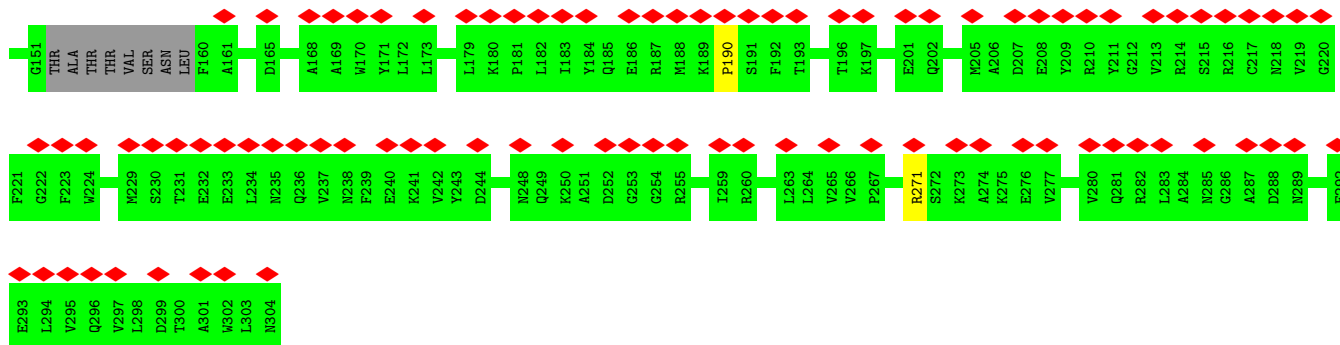 G151 THR ALA THR THR VAL SER ASN LEU F160 A161 D165 A168 A169 W170 Y171 L172 L173 L179 K180 P181 L182 I183 Y184 Q185 E186 R187 M188 K189 P190 S191 F192 T193 T196 K197 E201 Q202 M205 A206 D207 E208 Y209 R210 Y211 G212 V213 R214 S215 R216 C217 N218 V219 G220
F221 G222 F223 W224 M229 S230 T231 E232 E233 L234 N235 Q236 V237 N238 F239 E240 K241 V242 Y243 D244 N248 Q249 K250 A251 D252 G253 G254 R255 I259 R260 L263 L264 V265 V266 P267 R271 S272 K273 A274 K275 E276 V277 V280 Q281 R282 L283 A284 N285 G286 A287 D288 N289
E293 L294 V295 Q296 V297 L298 D299 T300 A301 W302 L303 N304